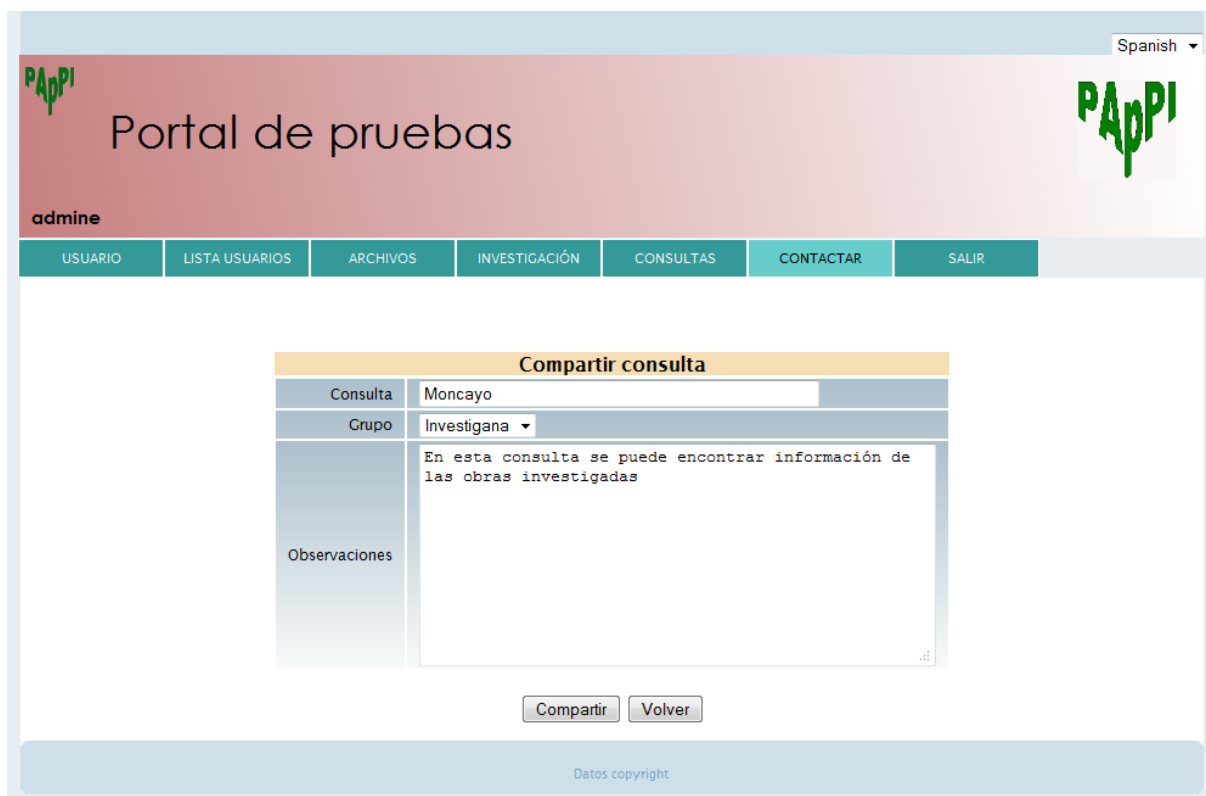 Spanish
PAPPI
Portal de pruebas
PAPPI
admine
USUARIO LISTA USUARIOS ARCHIVOS INVESTIGACIÓN CONSULTAS CONTACTAR SALIR
Compartir consulta
Consulta Moncayo
Grupo Investigana
En esta consulta se puede encontrar información de
las obras investigadas
Observaciones
Compartir Volver
Datos copyright